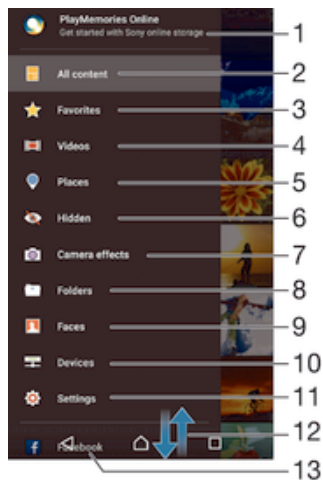 PlayMemories Online
Get started with Sony online storage
1
All content
2
Favorites
3
Videos
4
Places
5
Hidden
6
Camera effects
7
Folders
8
Faces
9
Devices
10
Settings
11
12
Facebook
13